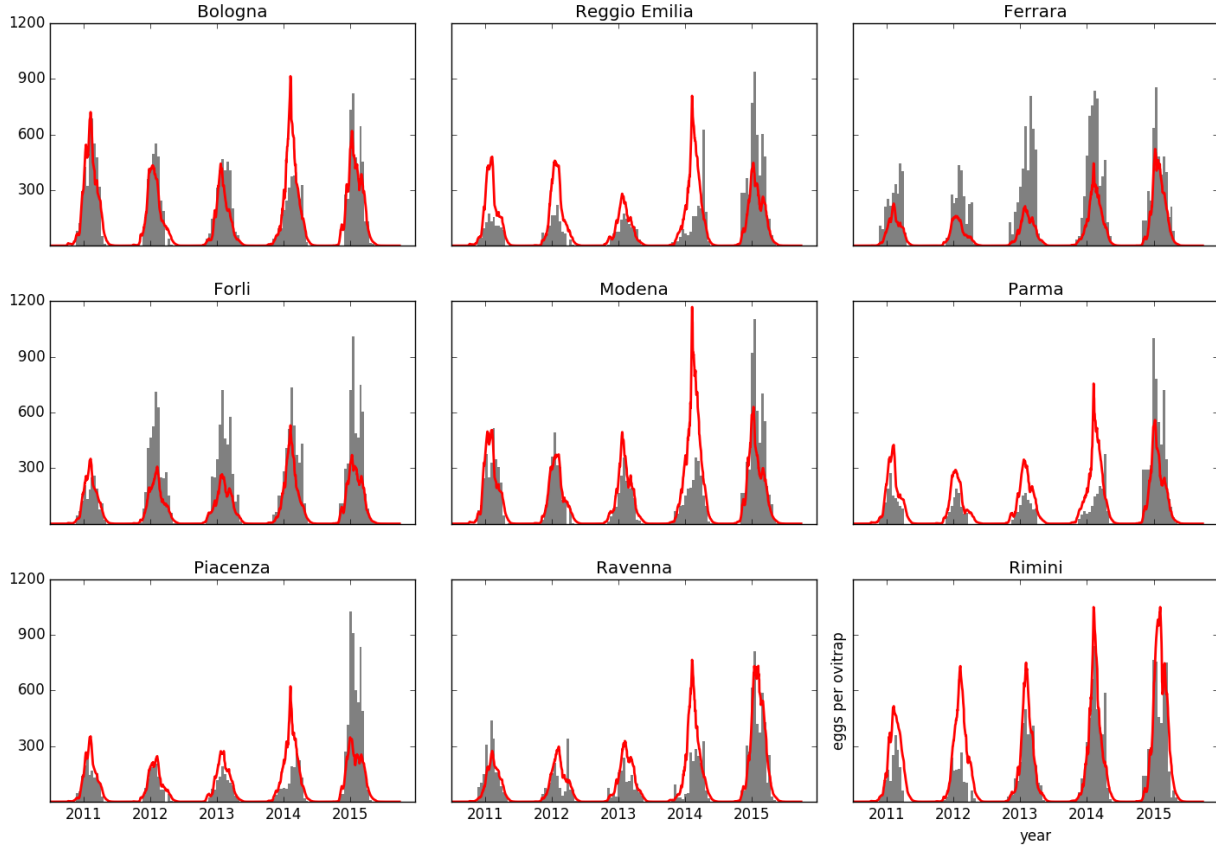 Bologna Reggio Emilia Ferrara
1200
900
600
300
Forli Modena Parma
1200
900
600
300
Piacenza Ravenna Rimini
1200
900
600
300
eggs per ovitrap
2011 2012 2013 2014 2015 2011 2012 2013 2014 2015 2011 2012 2013 2014 2015
year